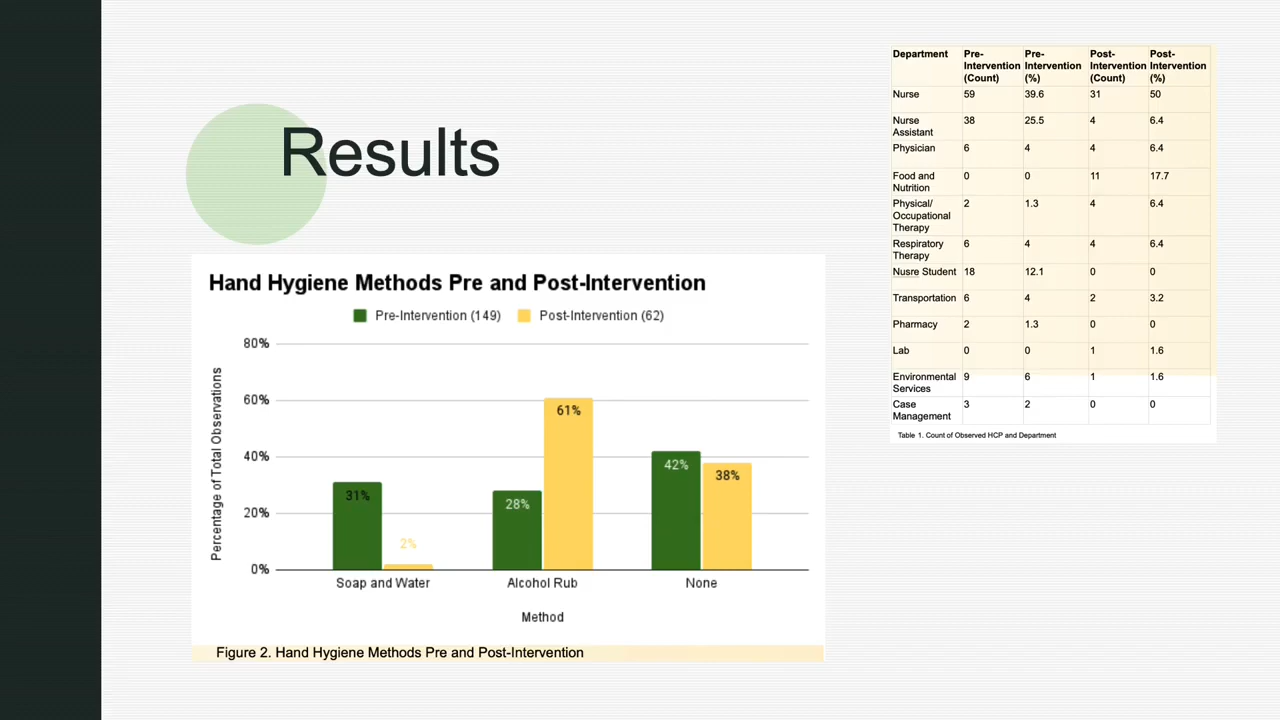 Results
Hand Hygiene Methods Pre and Post-Intervention
Pre-Intervention (149) Post-Intervention (62)
Percentage of Total Observations
80%
60%
40%
20%
0%
31%
2%
28%
61%
42%
38%
Soap and Water Alcohol Rub None
Method
Figure 2. Hand Hygiene Methods Pre and Post-Intervention
Department Pre- Pre- Post- Post-
Intervention Intervention Intervention Intervention
(Count) (%) (Count) (%)
Nurse 59 39.6 31 50
Nurse 38 25.5 4 6.4
Assistant
Physician 6 4 4 6.4
Food and 0 0 11 17.7
Nutrition
Physical/ 2 1.3 4 6.4
Occupational
Therapy
Respiratory 6 4 4 6.4
Therapy
Nusre Student 18 12.1 0 0
Transportation 6 4 2 3.2
Pharmacy 2 1.3 0 0
Lab 0 0 1 1.6
Environmental 9 6 1 1.6
Services
Case 3 2 0 0
Management
Table 1. Count of Observed HCP and Department